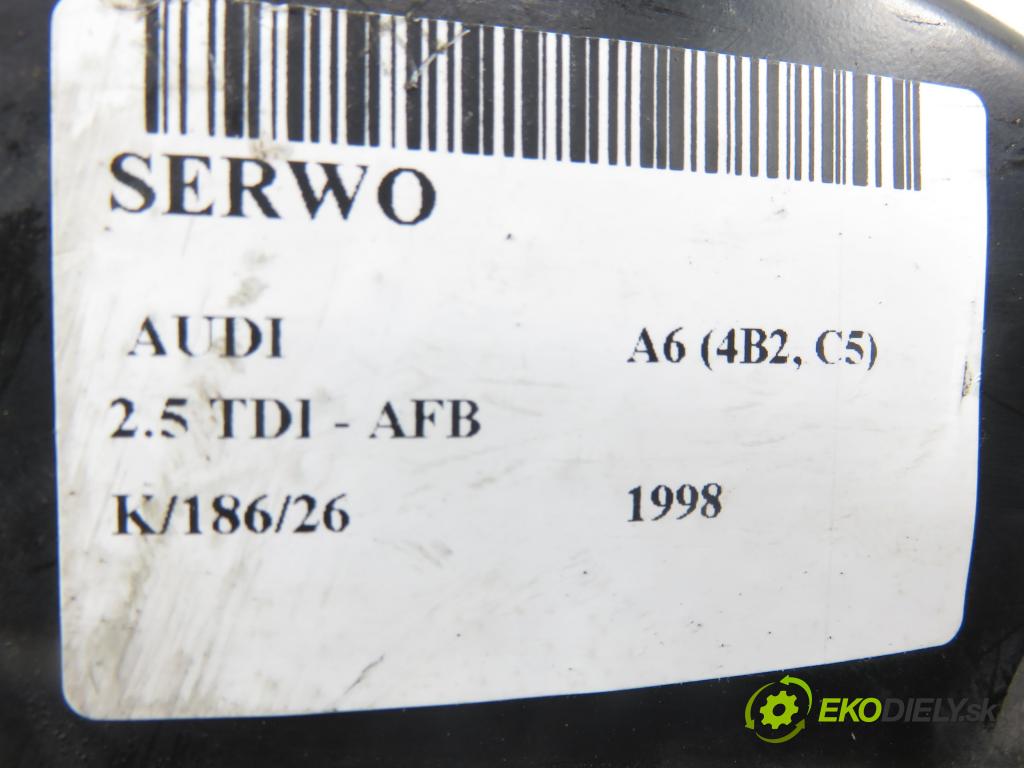 SERWO
AUDI A6 (4B2, C5)
2.5 TDI - AFB
K/186/26 1998
EKODIELY.sk